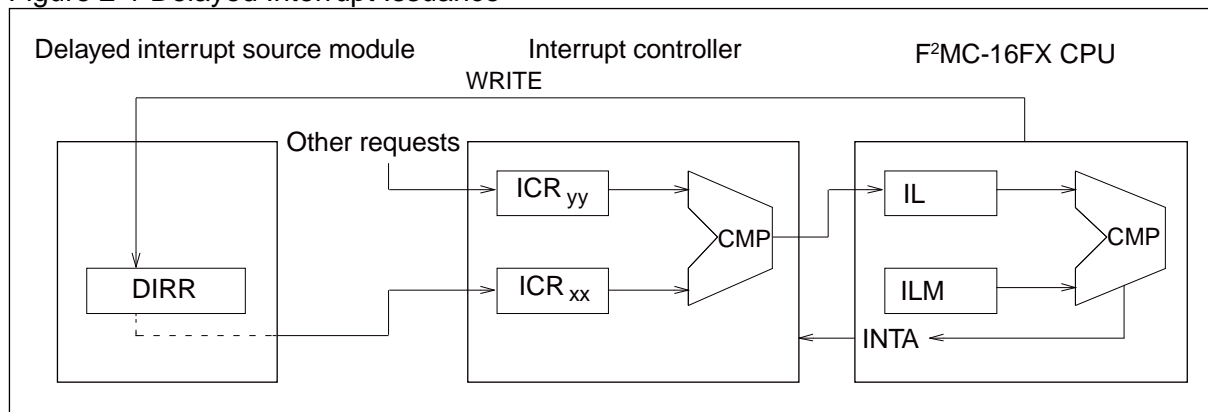 Figure 2-1 Delayed Interrupt Issuance
Delayed interrupt source module
Interrupt controller
F²MC-16FX CPU
WRITE
Other requests
ICR yy
CMP
IL
CMP
DIRR
ICR xx
ILM
INTA